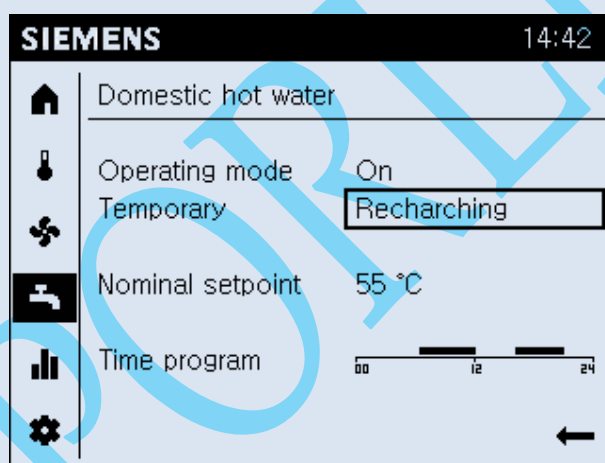 SIEMENS 14:42
Domestic hot water
Operating mode On
Temporary Recharching
Nominal setpoint 55 °C
Time program
00 12 24